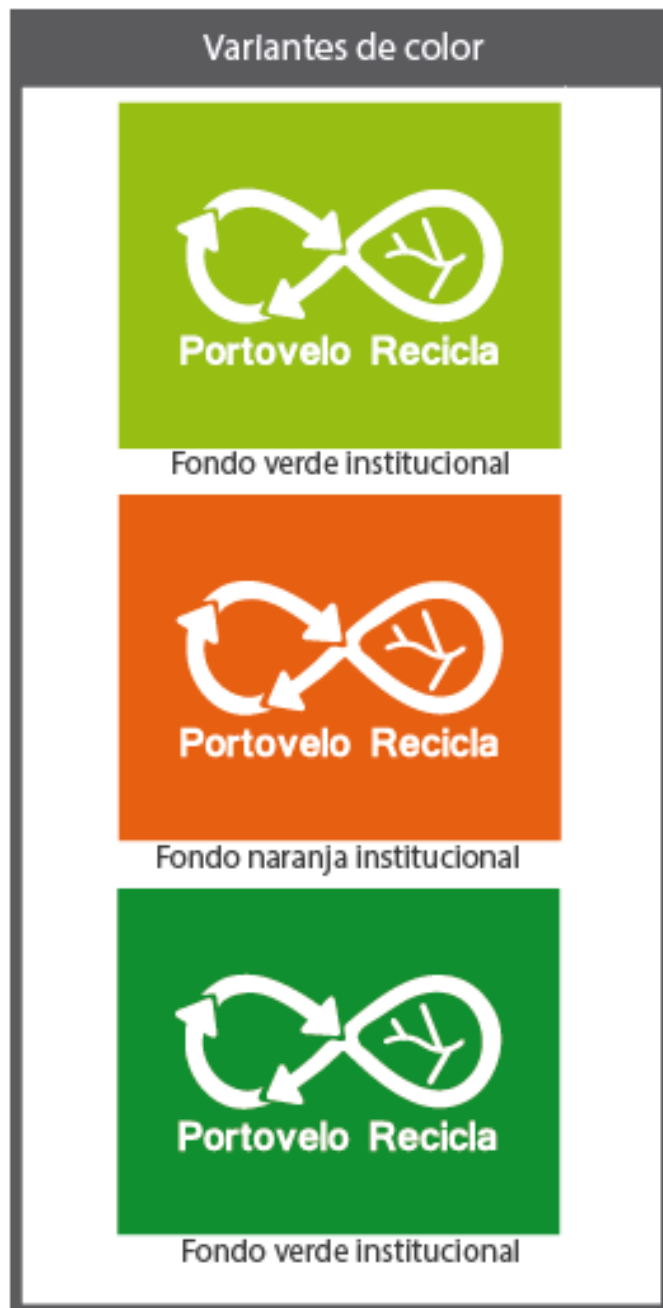 Variantes de color
Portovelo Recicla
Fondo verde institucional
Portovelo Recicla
Fondo naranja institucional
Portovelo Recicla
Fondo verde institucional